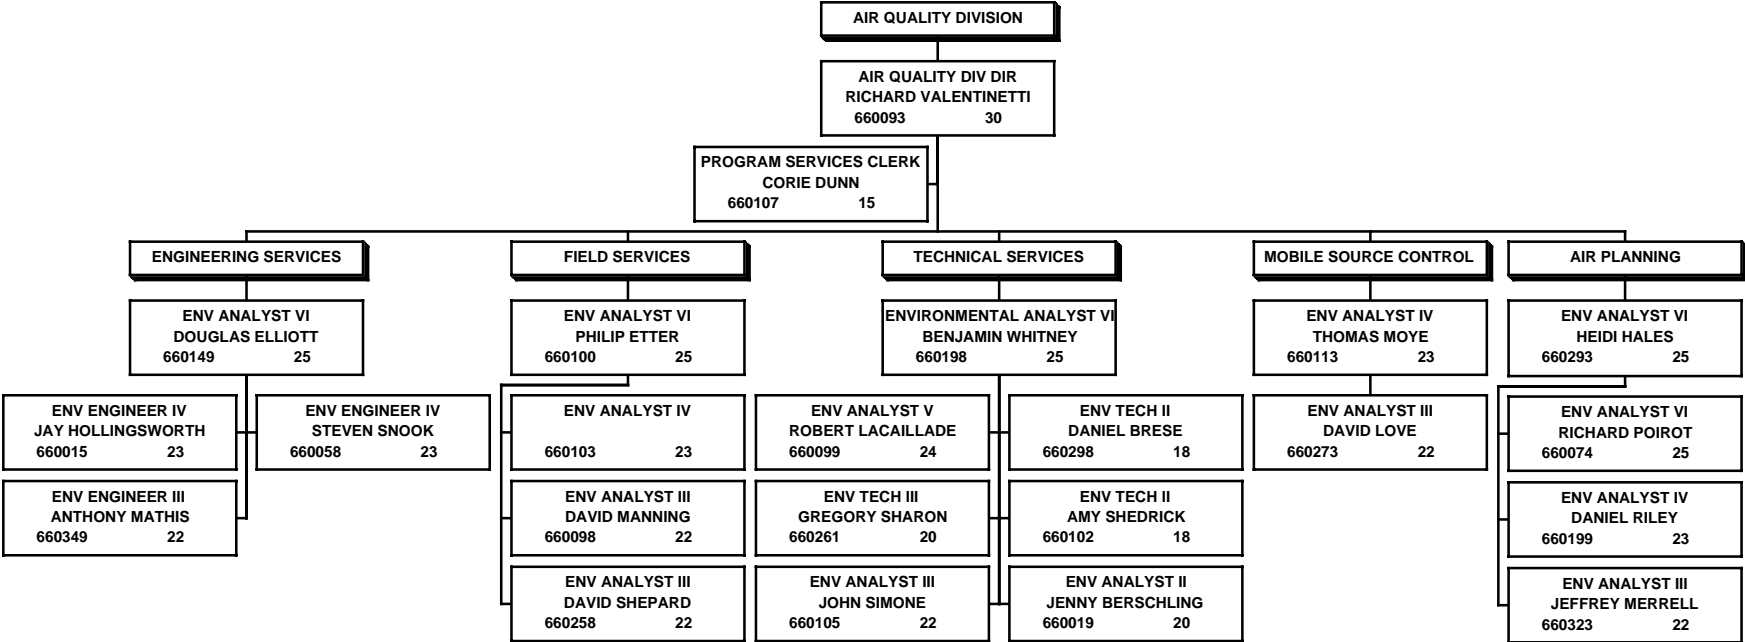 AIR QUALITY DIVISION
AIR QUALITY DIV DIR
RICHARD VALENTINETTI
660093 30
PROGRAM SERVICES CLERK
CORIE DUNN
660107 15
ENGINEERING SERVICES
ENV ANALYST VI
DOUGLAS ELLIOTT
660149 25
ENV ENGINEER IV
JAY HOLLINGSWORTH
660015 23
ENV ENGINEER IV
STEVEN SNOOK
660058 23
ENV ENGINEER III
ANTHONY MATHIS
660349 22
FIELD SERVICES
ENV ANALYST VI
PHILIP ETTER
660100 25
ENV ANALYST IV
660103 23
ENV ANALYST III
DAVID MANNING
660098 22
ENV ANALYST III
DAVID SHEPARD
660258 22
TECHNICAL SERVICES
ENVIRONMENTAL ANALYST VI
BENJAMIN WHITNEY
660198 25
ENV ANALYST V
ROBERT LACAILLADE
660099 24
ENV TECH II
DANIEL BRESE
660298 18
ENV TECH III
GREGORY SHARON
660261 20
ENV TECH II
AMY SHEDRICK
660102 18
ENV ANALYST III
JOHN SIMONE
660105 22
ENV ANALYST II
JENNY BERSCHLING
660019 20
MOBILE SOURCE CONTROL
ENV ANALYST IV
THOMAS MOYE
660113 23
ENV ANALYST III
DAVID LOVE
660273 22
AIR PLANNING
ENV ANALYST VI
HEIDI HALES
660293 25
ENV ANALYST VI
RICHARD POIROT
660074 25
ENV ANALYST IV
DANIEL RILEY
660199 23
ENV ANALYST III
JEFFREY MERRELL
660323 22